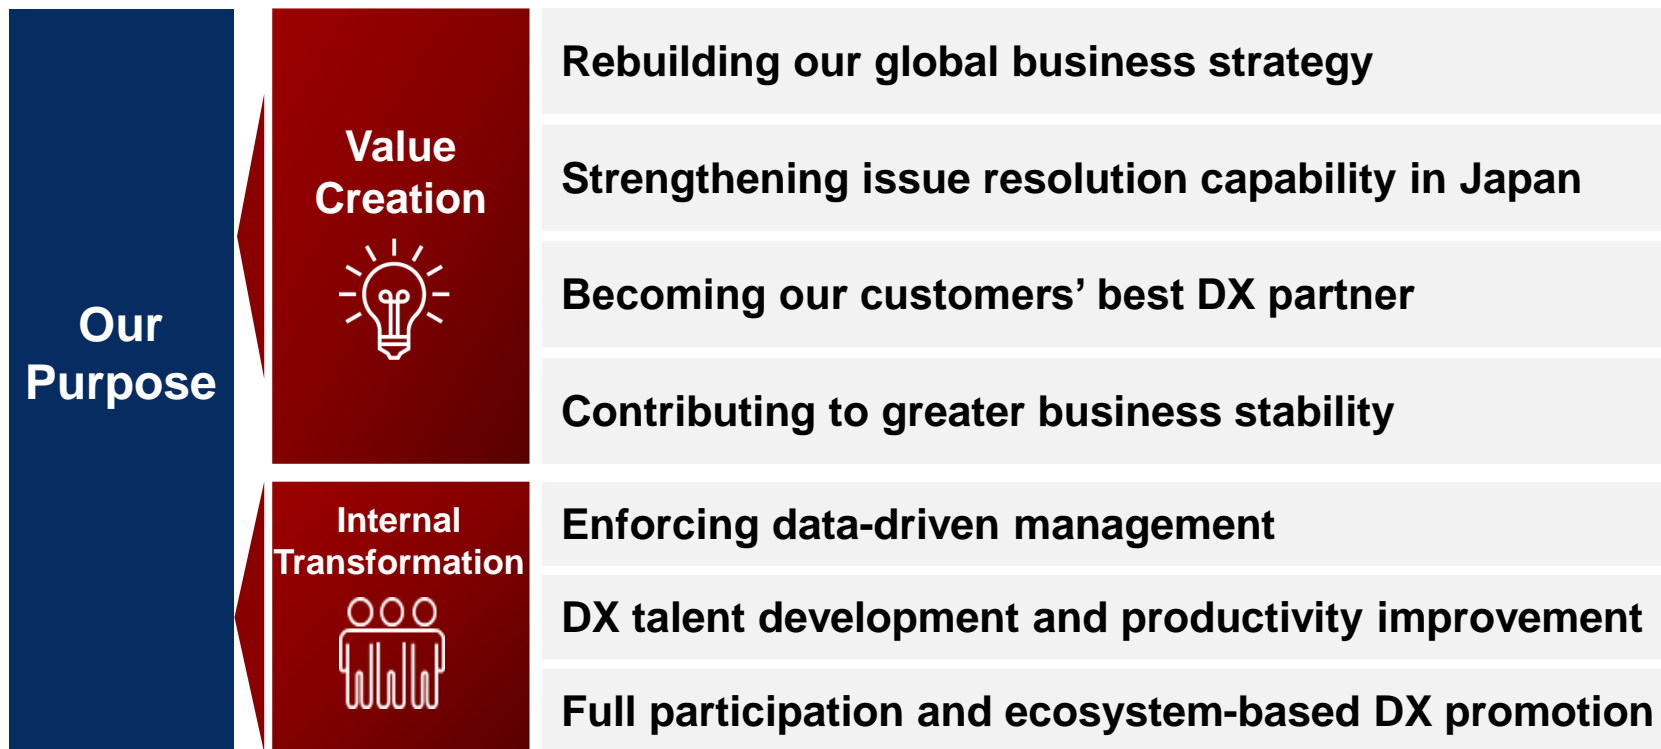 Our
Purpose
Value
Creation
Rebuilding our global business strategy
Strengthening issue resolution capability in Japan
Becoming our customers’ best DX partner
Contributing to greater business stability
Internal
Transformation
Enforcing data-driven management
DX talent development and productivity improvement
Full participation and ecosystem-based DX promotion